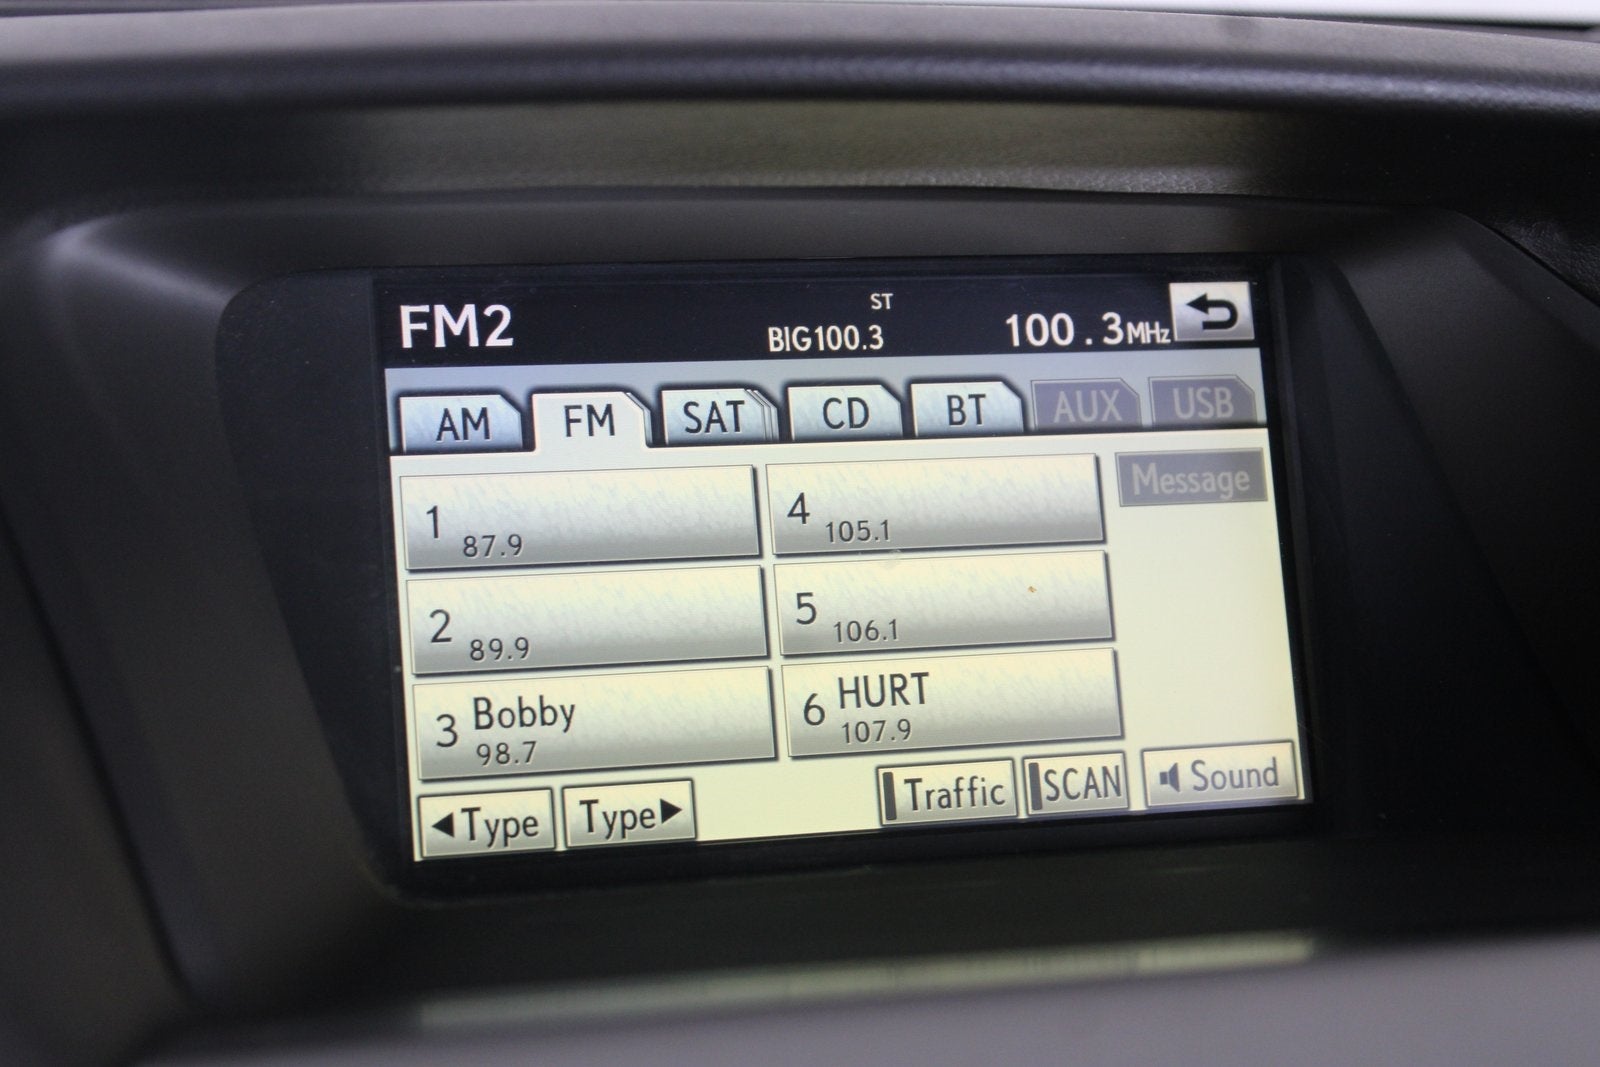 FM2
ST
BIG100.3
100.3MHz
AM FM SAT CD BT AUX USB
Message
1 87.9
2 89.9
3 Bobby
98.7
4 105.1
5 106.1
6 HURT
107.9
◀Type Type▶ Traffic SCAN Sound